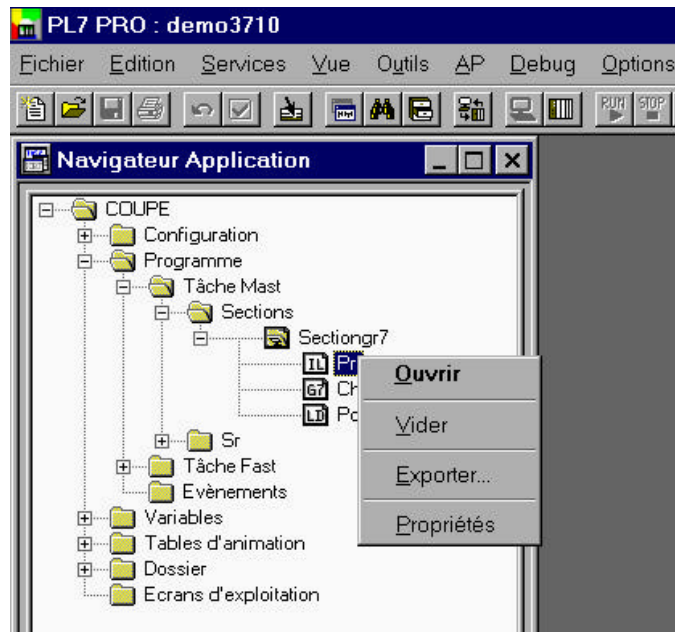 PL7 PRO : demo3710
Fichier Edition Services Vue Outils AP Debug Options
RUN STOP
Navigateur Application
COUPE
Configuration
Programme
Tâche Mast
Sections
Sectiongr7
IL Pr
G7 Ch
LD Po
Sr
Tâche Fast
Evènements
Variables
Tables d'animation
Dossier
Ecrans d'exploitation
Ouvrir
Vider
Exporter...
Propriétés